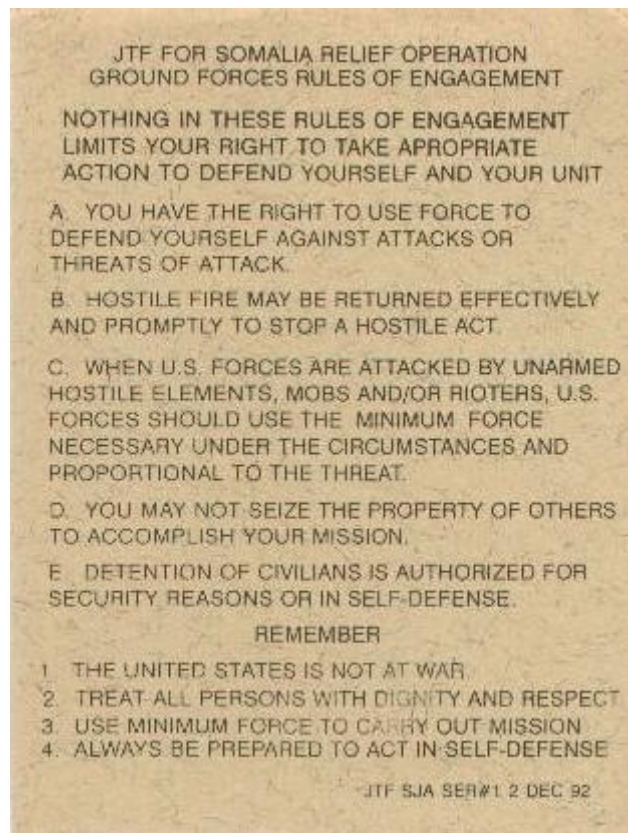 JTF FOR SOMALIA RELIEF OPERATION
GROUND FORCES RULES OF ENGAGEMENT
NOTHING IN THESE RULES OF ENGAGEMENT
LIMITS YOUR RIGHT TO TAKE APROPRIATE
ACTION TO DEFEND YOURSELF AND YOUR UNIT
A. YOU HAVE THE RIGHT TO USE FORCE TO
DEFEND YOURSELF AGAINST ATTACKS OR
THREATS OF ATTACK.
B. HOSTILE FIRE MAY BE RETURNED EFFECTIVELY
AND PROMPTLY TO STOP A HOSTILE ACT.
C. WHEN U.S. FORCES ARE ATTACKED BY UNARMED
HOSTILE ELEMENTS, MOBS AND/OR RIOTERS, U.S.
FORCES SHOULD USE THE MINIMUM FORCE
NECESSARY UNDER THE CIRCUMSTANCES AND
PROPORTIONAL TO THE THREAT.
D. YOU MAY NOT SEIZE THE PROPERTY OF OTHERS
TO ACCOMPLISH YOUR MISSION.
E. DETENTION OF CIVILIANS IS AUTHORIZED FOR
SECURITY REASONS OR IN SELF-DEFENSE.
REMEMBER
1. THE UNITED STATES IS NOT AT WAR
2. TREAT ALL PERSONS WITH DIGNITY AND RESPECT
3. USE MINIMUM FORCE TO CARRY OUT MISSION
4. ALWAYS BE PREPARED TO ACT IN SELF-DEFENSE
JTF SJA SER#1 2 DEC 92